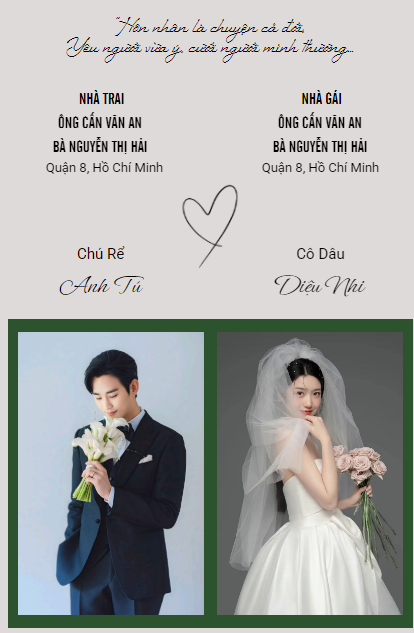 "Hôn nhân là chuyện cả đời,
Yêu người vừa ý, cưới người mình thương...
NHÀ TRAI
ÔNG CẤN VĂN AN
BÀ NGUYỄN THỊ HẢI
Quận 8, Hồ Chí Minh
NHÀ GÁI
ÔNG CẤN VĂN AN
BÀ NGUYỄN THỊ HẢI
Quận 8, Hồ Chí Minh
Chú Rể
Anh Tú
Cô Dâu
Diệu Nhi